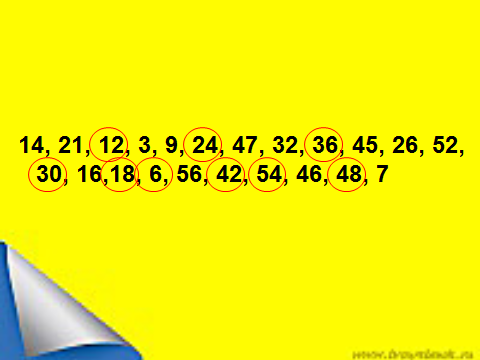 14, 21, 12, 3, 9, 24, 47, 32, 36, 45, 26, 52,
30, 16,18, 6, 56, 42, 54, 46, 48, 7